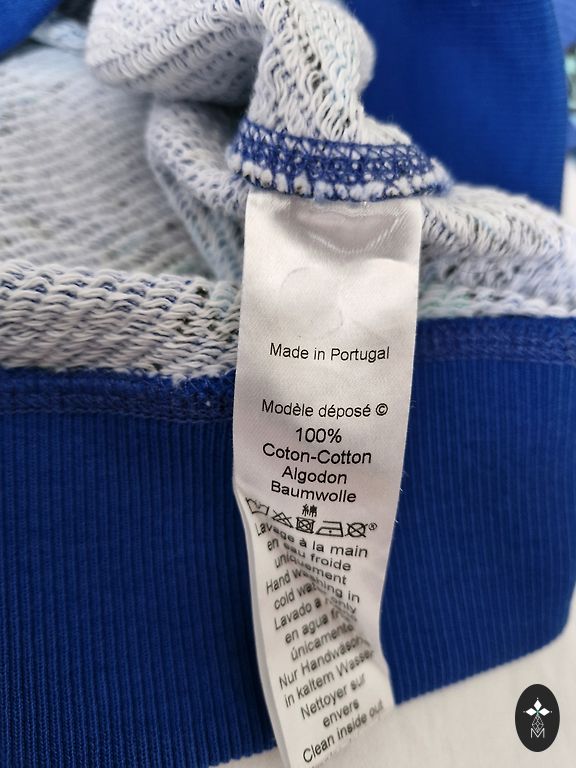 Made in Portugal
Modèle déposé ©
100%
Coton-Cotton
Algodon
Baumwolle
綿
Lavage à la main
en eau froide
uniquement
Hand Washing in
cold water only
Lavado a
en agua fría
únicamente
Nur Handwäsche
in kaltem Wasser
Nettoyer sur
envers
Clean inside out
M